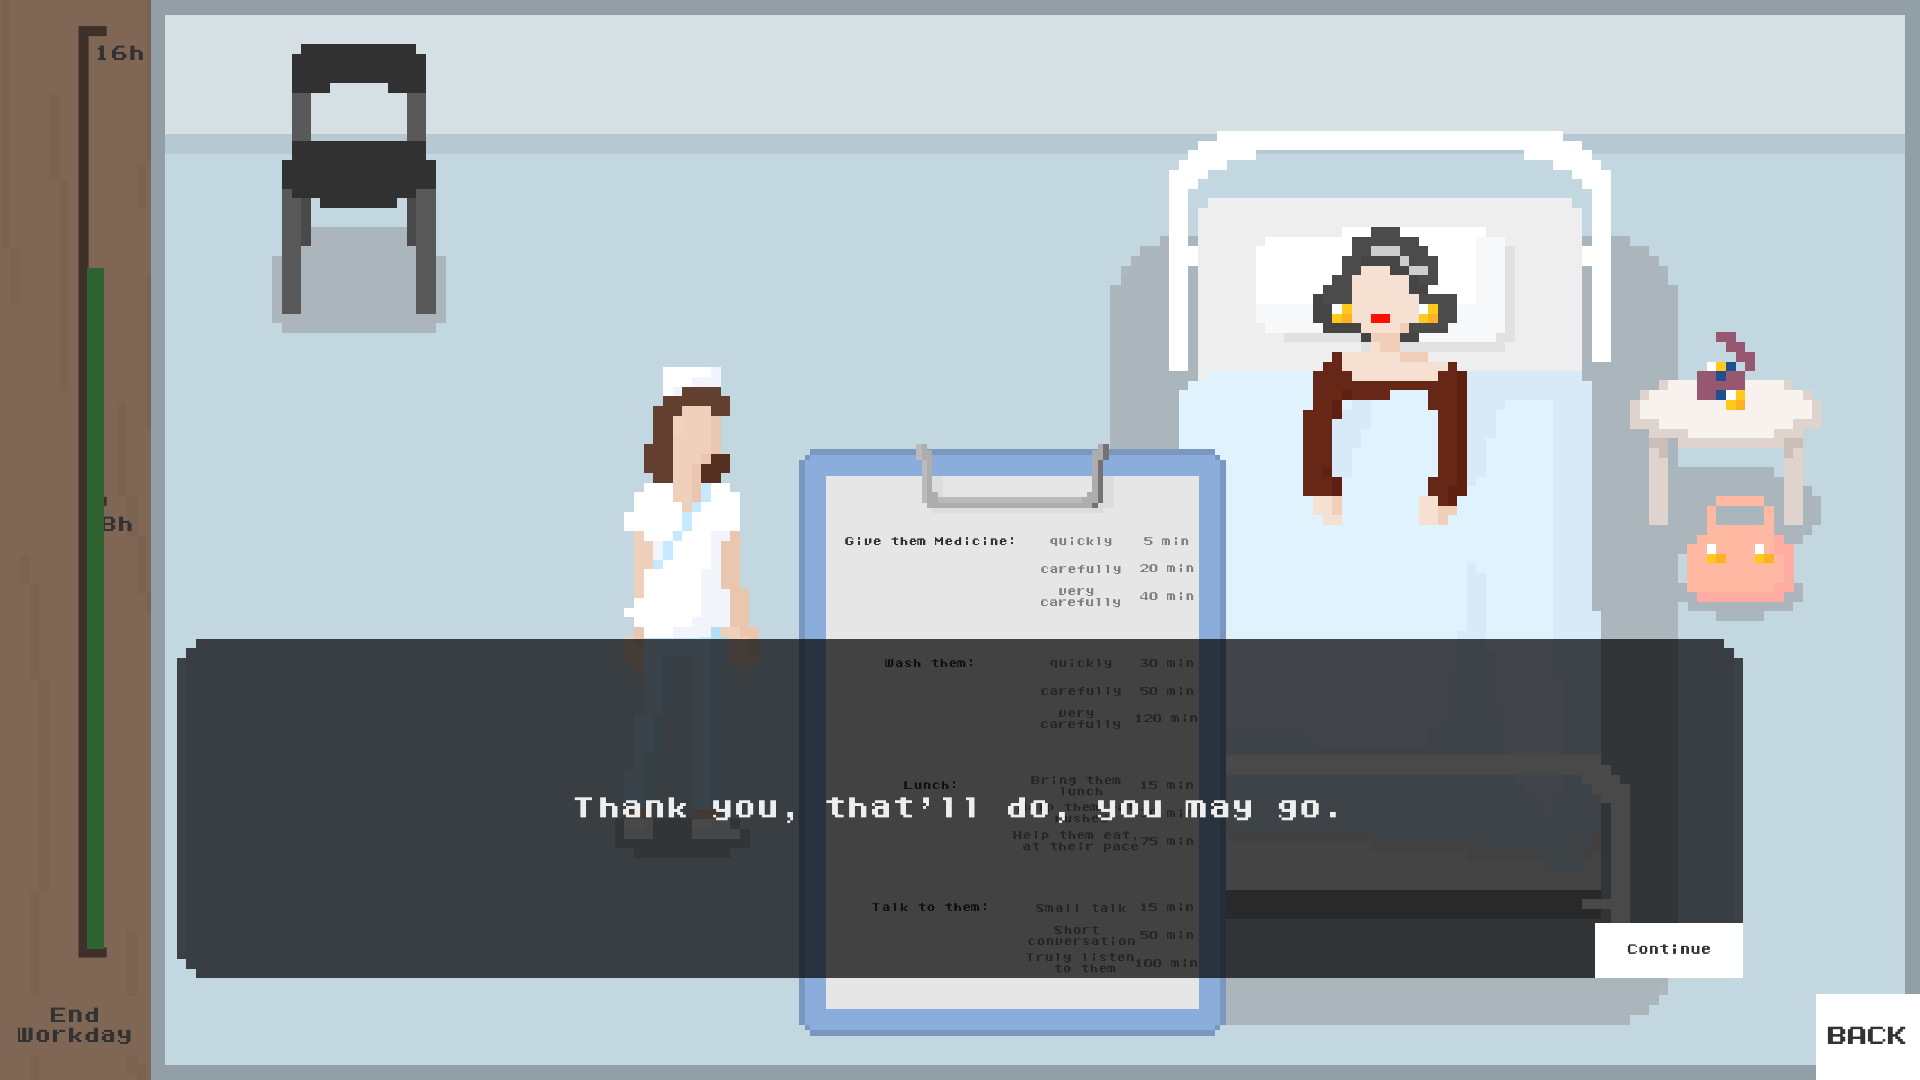 16h
8h
End
Workday
Give them Medicine: quickly 5 min
carefully 20 min
very
carefully 40 min
Wash them: quickly 30 min
carefully 50 min
very
carefully 120 min
Lunch: Bring them
lunch 15 min
Thank you, that'll do, you may go.
Help them eat,
at their pace 75 min
Talk to them: Small talk 15 min
Short
conversation 50 min
Truly listen
to them 100 min
Continue
BACK